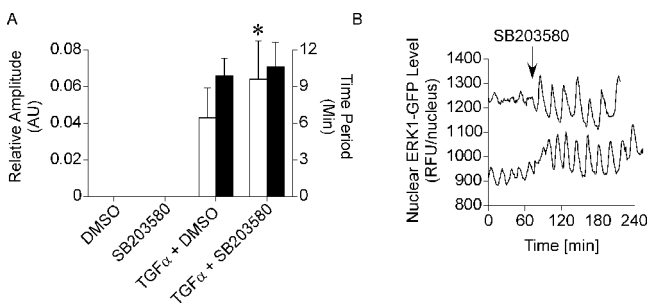 A
Relative Amplitude
(AU)
0.08
0.06
0.04
0.02
0
*
12
9
6
3
0
Time Period
(Min)
DMSO
SB203580
TGFα + DMSO
TGFα + SB203580
B
SB203580
Nuclear ERK1-GFP Level
(RFU/nucleus)
1400
1300
1200
1100
1000
900
800
0 60 120 180 240
Time [min]